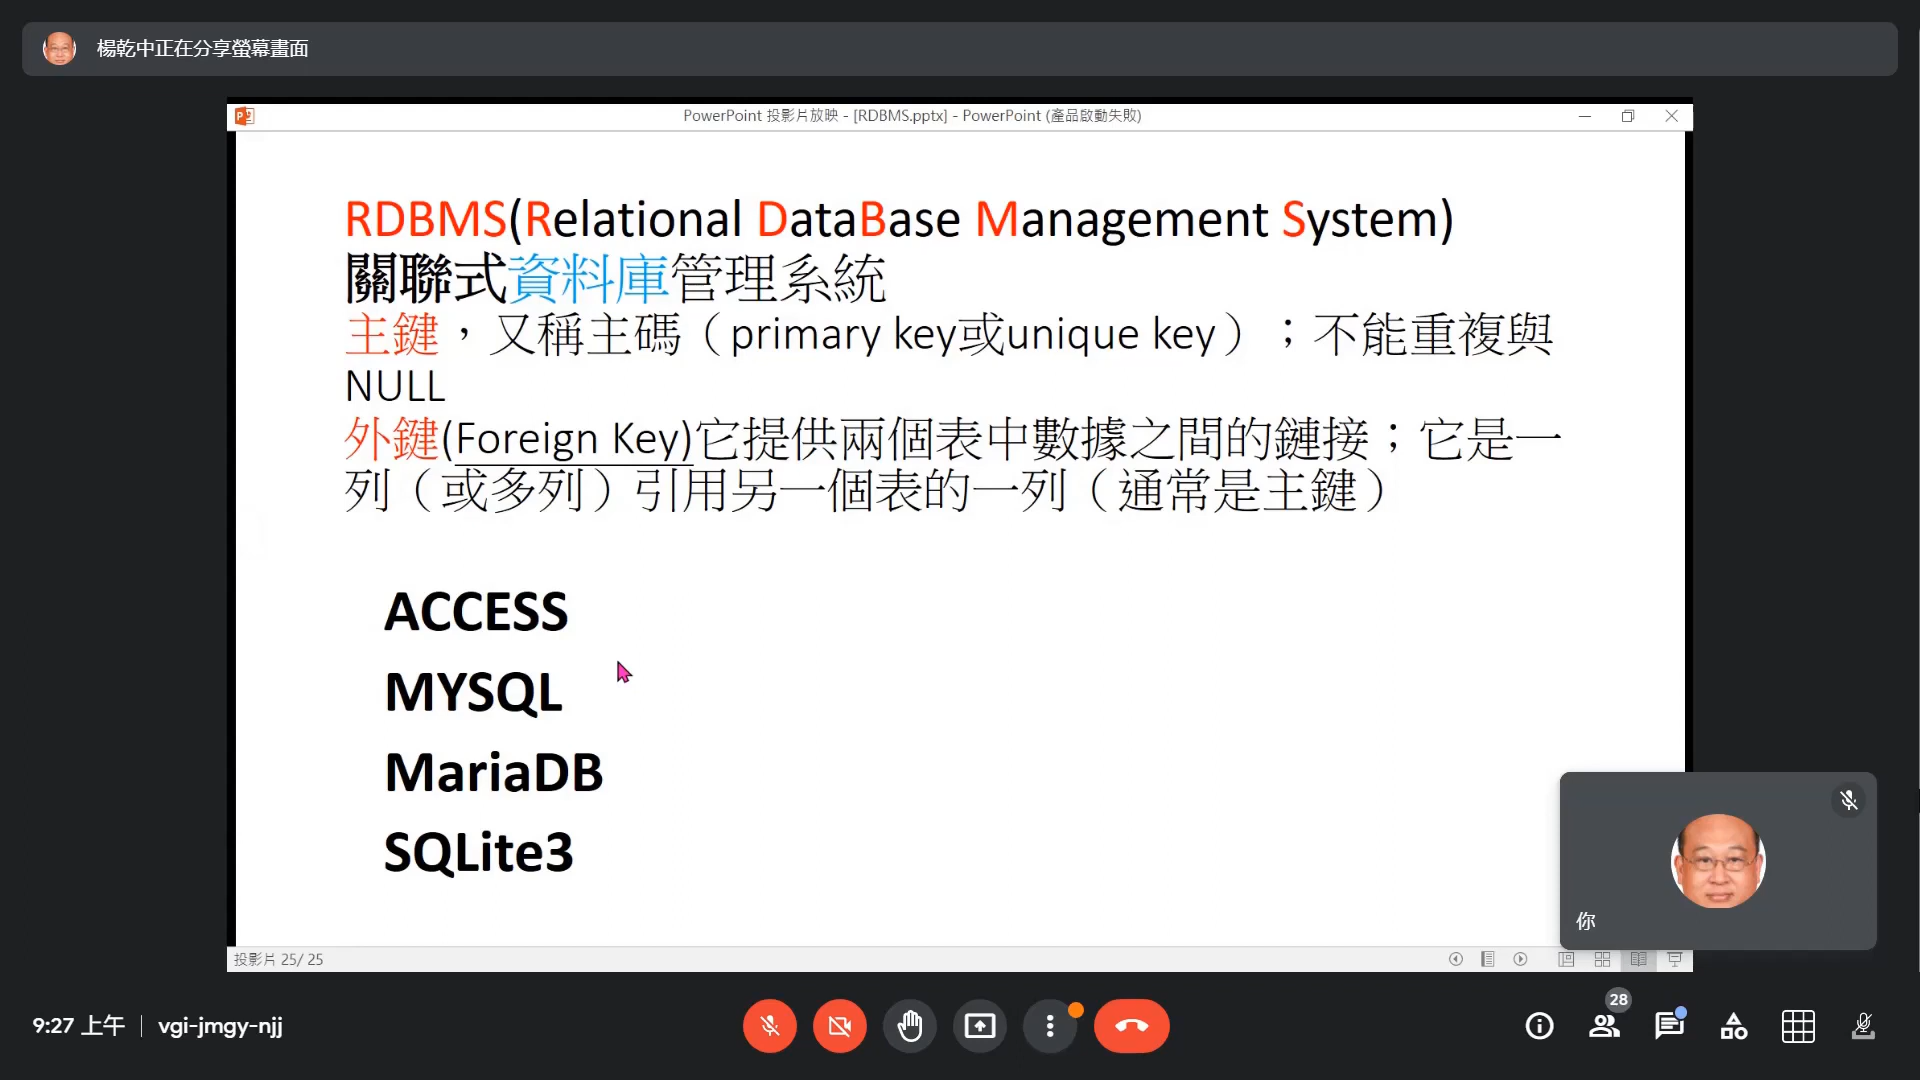 楊乾中正在分享螢幕畫面
PowerPoint 投影片放映 - [RDBMS.pptx] - PowerPoint (產品啟動失敗)
RDBMS(Relational DataBase Management System)
關聯式資料庫管理系統
主鍵，又稱主碼（primary key或unique key）；不能重複與
NULL
外鍵(Foreign Key)它提供兩個表中數據之間的鏈接；它是一
列（或多列）引用另一個表的一列（通常是主鍵）
ACCESS
MYSQL
MariaDB
SQLite3
你
投影片 25/ 25
28
9:27 上午 | vgi-jmgy-njj